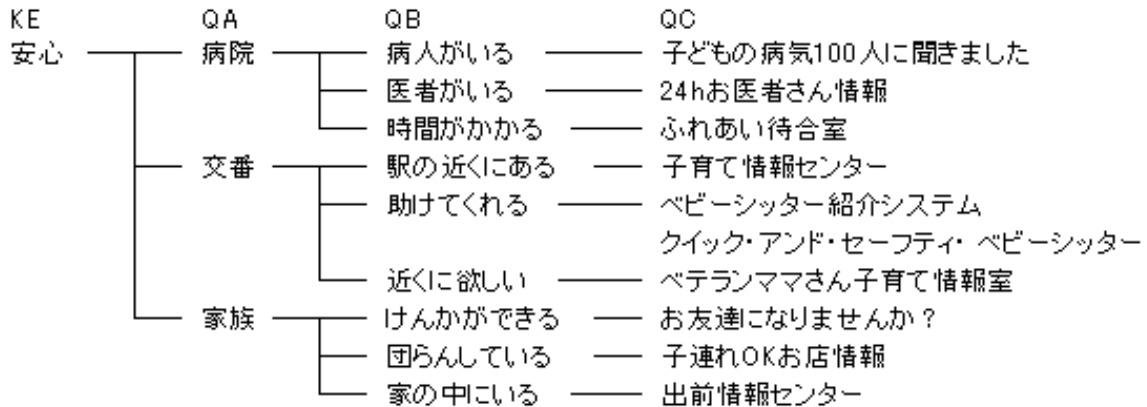 KE QA QB QC
安心 病院 病人がいる 子どもの病気100人に聞きました
医者がいる 24hお医者さん情報
時間がかかる ふれあい待合室
交番 駅の近くにある 子育て情報センター
助けてくれる ベビーシッター紹介システム
クイック・アンド・セーフティ・ベビーシッター
近くに欲しい ベテランママさん子育て情報室
家族 けんかができる お友達になりませんか？
団らんしている 子連れOKお店情報
家の中にいる 出前情報センター